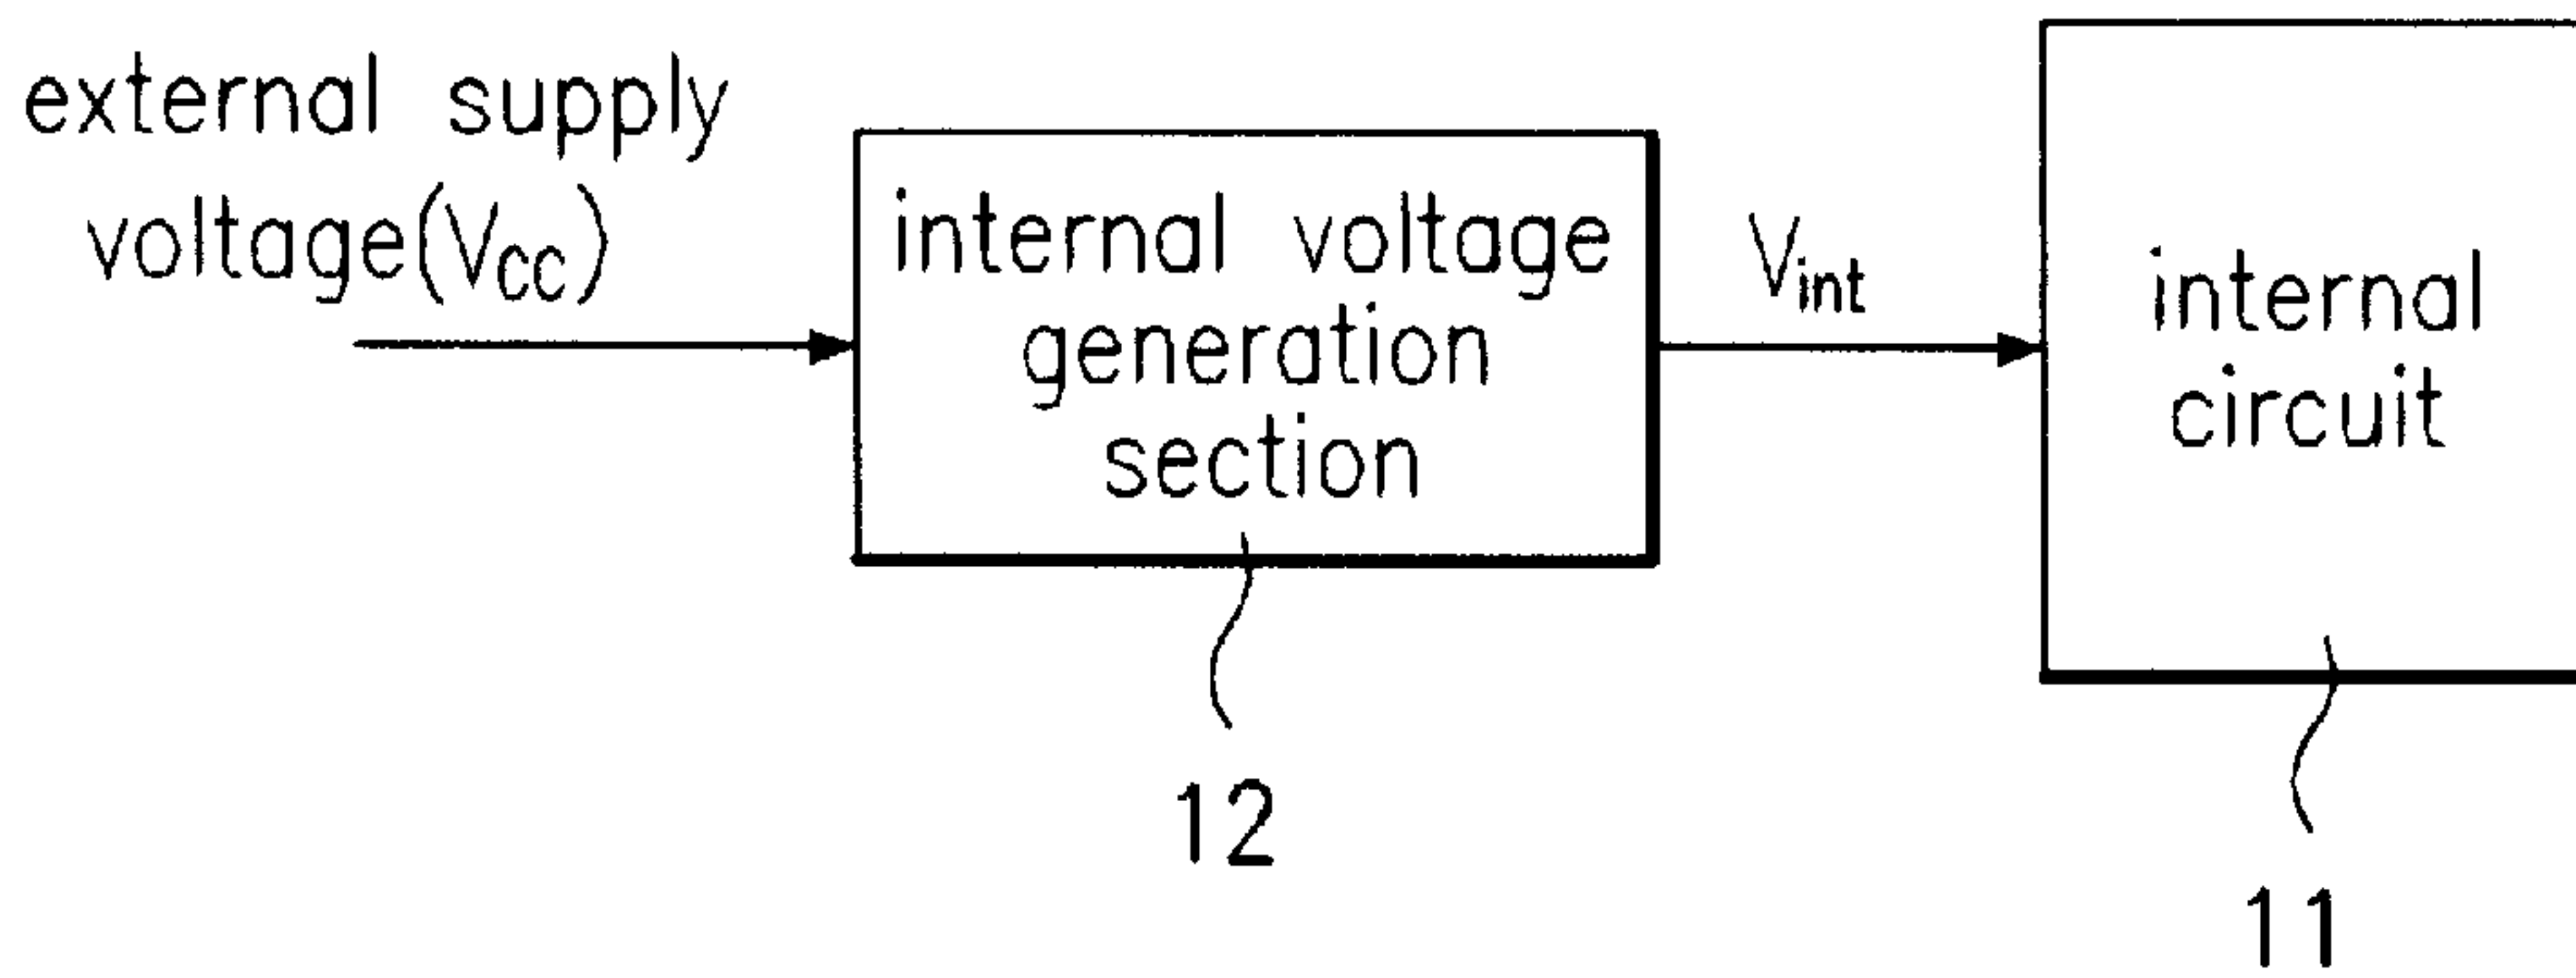 external supply
voltage(VCC)
internal voltage
generation
section
Vint
internal
circuit
12
11